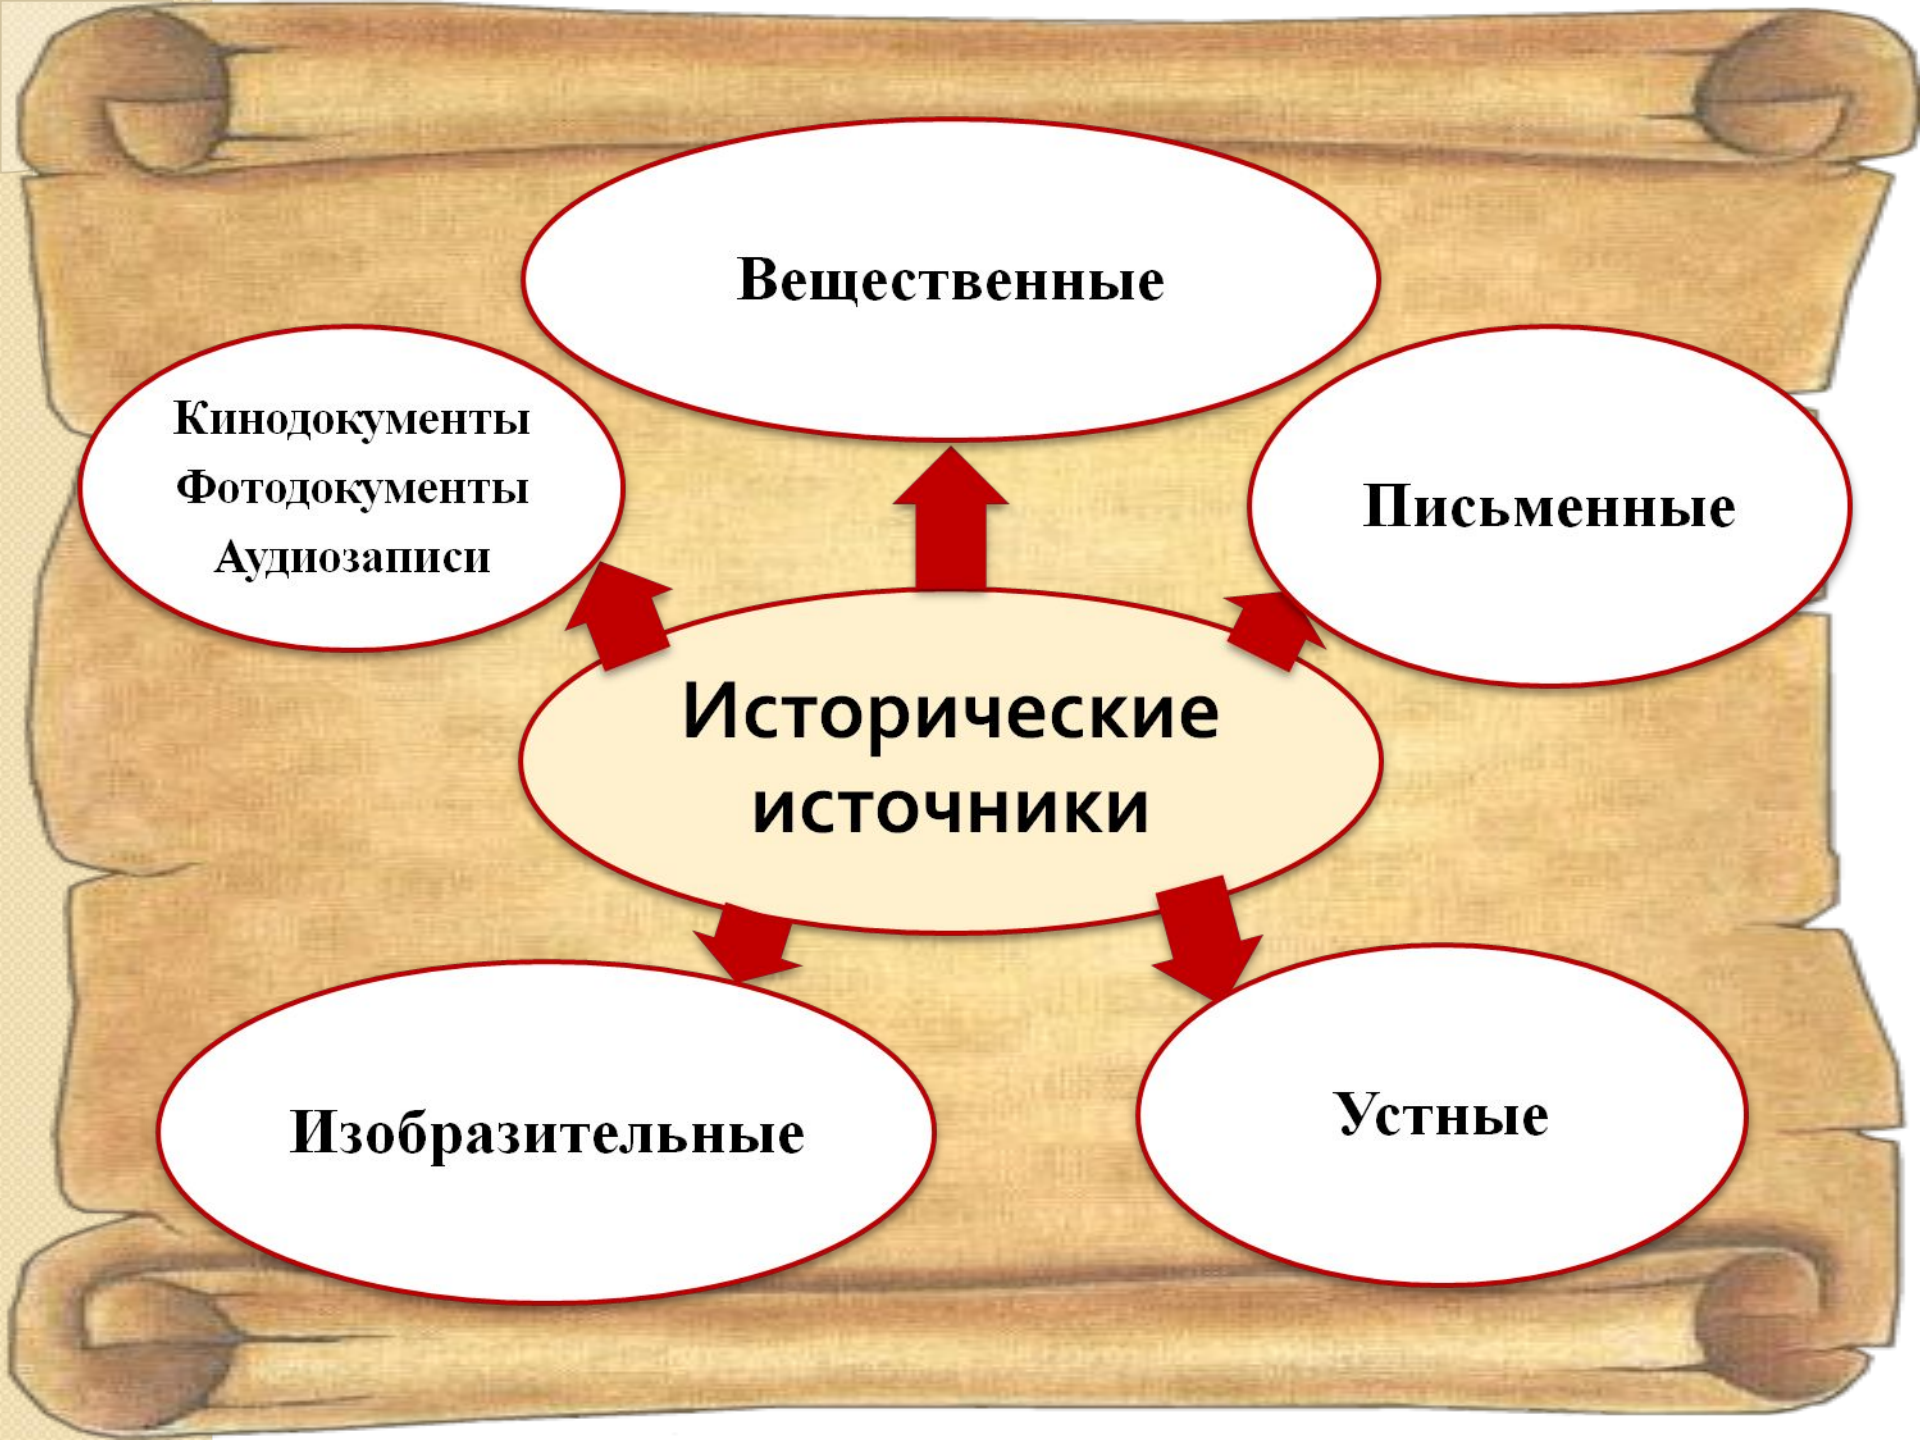 Вещественные
Кинодокументы
Фотодокументы
Аудиозаписи
Письменные
Исторические
источники
Изобразительные
Устные